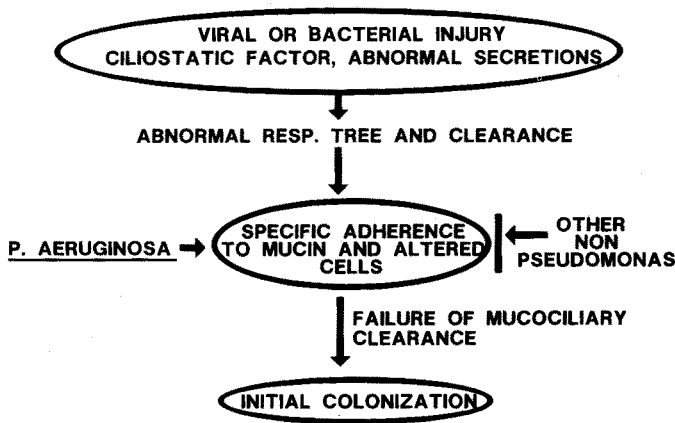 VIRAL OR BACTERIAL INJURY
CILIOSTATIC FACTOR, ABNORMAL SECRETIONS
ABNORMAL RESP. TREE AND CLEARANCE
P. AERUGINOSA
SPECIFIC ADHERENCE
TO MUCIN AND ALTERED
CELLS
OTHER
NON
PSEUDOMONAS
FAILURE OF MUCOCILIARY
CLEARANCE
INITIAL COLONIZATION